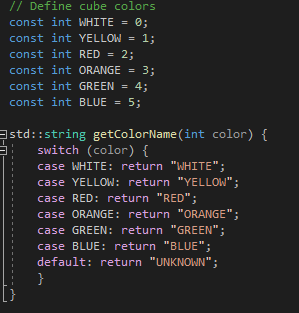 // Define cube colors
const int WHITE = 0;
const int YELLOW = 1;
const int RED = 2;
const int ORANGE = 3;
const int GREEN = 4;
const int BLUE = 5;

std::string getColorName(int color) {
    switch (color) {
    case WHITE: return "WHITE";
    case YELLOW: return "YELLOW";
    case RED: return "RED";
    case ORANGE: return "ORANGE";
    case GREEN: return "GREEN";
    case BLUE: return "BLUE";
    default: return "UNKNOWN";
    }
}